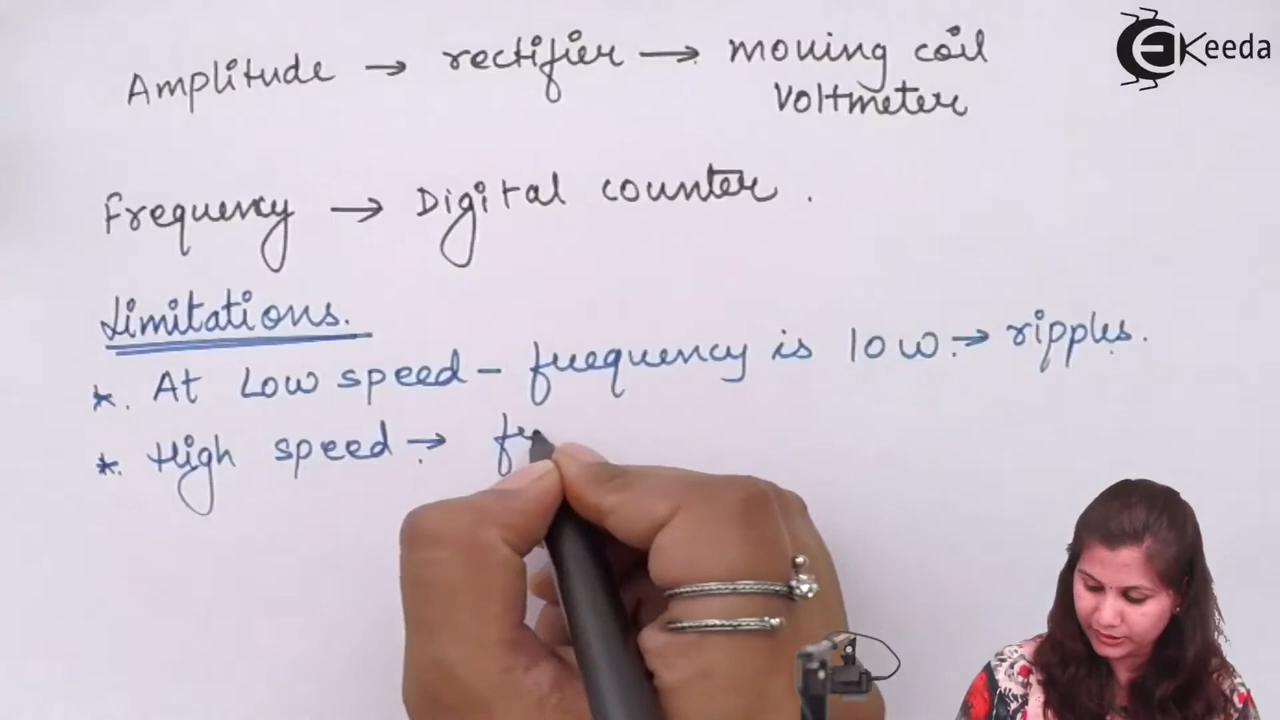 Keeda
Amplitude → rectifier → moving coil
Voltmeter
Frequency → Digital counter.
Limitations.
*. At Low speed - frequency is low. → ripples.
*. High speed →